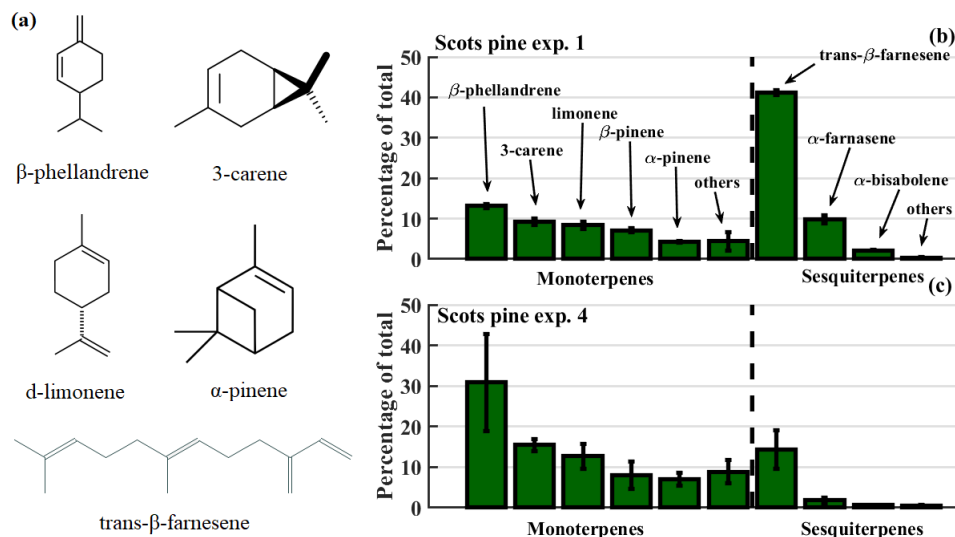 (a)
β-phellandrene
3-carene
d-limonene
α-pinene
trans-β-farnesene
Scots pine exp. 1
(b)
Percentage of total
50
40
30
20
10
0
β-phellandrene
3-carene
limonene
β-pinene
α-pinene
others
trans-β-farnesene
α-farnasene
α-bisabolene
others
Monoterpenes
Sesquiterpenes
(c)
Scots pine exp. 4
Percentage of total
50
40
30
20
10
0
Monoterpenes
Sesquiterpenes